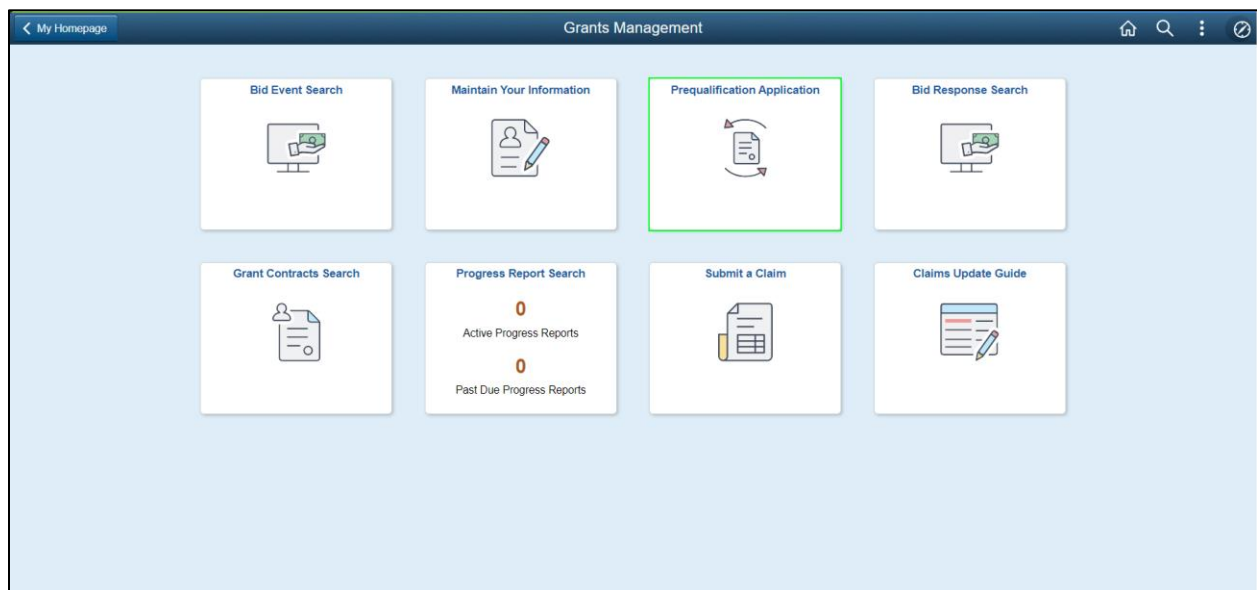 My Homepage
Grants Management
Bid Event Search
Maintain Your Information
Prequalification Application
Bid Response Search
Grant Contracts Search
Progress Report Search
0
Active Progress Reports
0
Past Due Progress Reports
Submit a Claim
Claims Update Guide